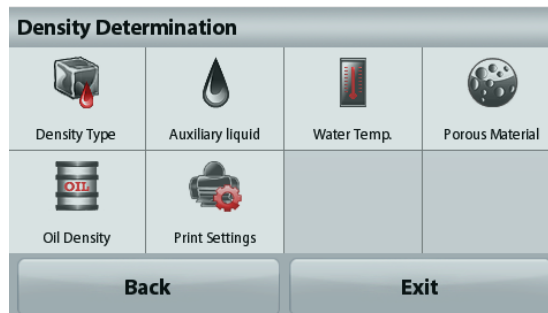 Density Determination
Density Type
Auxiliary liquid
Water Temp.
Porous Material
OIL
Oil Density
Print Settings
Back
Exit